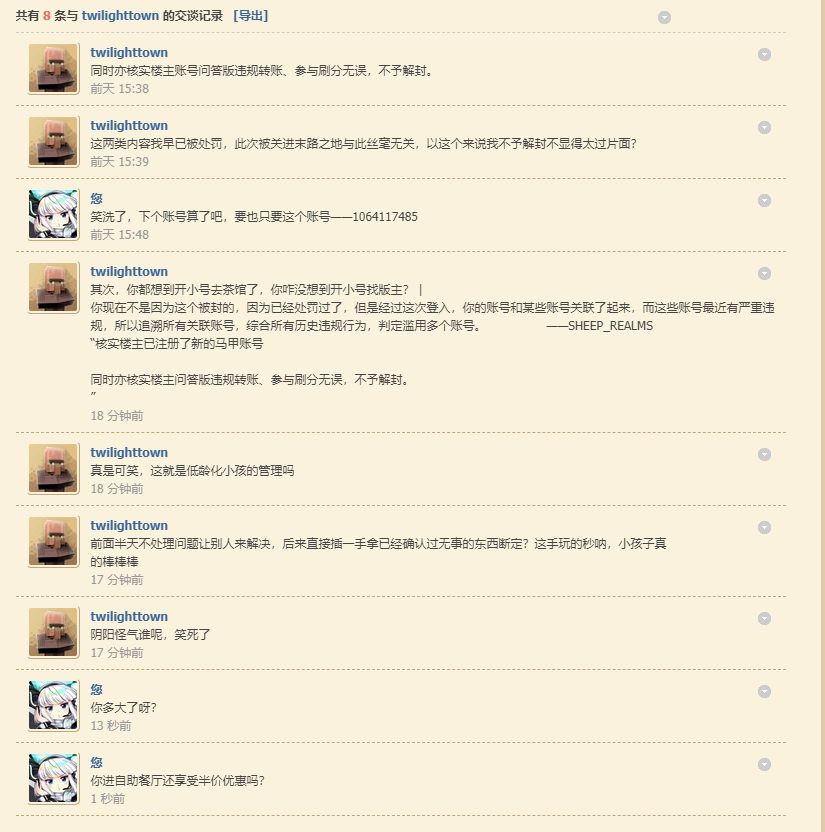 共有 8 条与 twilighttown 的交谈记录 [导出]
twilighttown
同时亦核实楼主账号问答版违规转账、参与刷分无误，不予解封。
前天 15:38
twilighttown
这两类内容我早已被处罚，此次被关进末路之地与此丝毫无关，以这个来说我不予解封不显得太过片面?
前天 15:39
您
笑洗了，下个账号算了吧，要也只要这个账号——1064117485
前天 15:48
twilighttown
其次，你都想到开小号去茶馆了，你咋没想到开小号找版主？ |
你现在不是因为这个被封的，因为已经处罚过了，但是经过这次登入，你的账号和某些账号关联了起来，而这些账号最近有严重违
规，所以追溯所有关联账号，综合所有历史违规行为，判定滥用多个账号。 ——SHEEP_REALMS
“核实楼主已注册了新的马甲账号
同时亦核实楼主问答版违规转账、参与刷分无误，不予解封。
”
18 分钟前
twilighttown
真是可笑，这就是低龄化小孩的管理吗
18 分钟前
twilighttown
前面半天不处理问题让别人来解决，后来直接插一手拿已经确认过无事的东西断定？这手玩的秒呐，小孩子真
的棒棒棒
17 分钟前
twilighttown
阴阳怪气谁呢，笑死了
17 分钟前
您
你多大了呀?
13 秒前
您
你进自助餐厅还享受半价优惠吗?
1 秒前